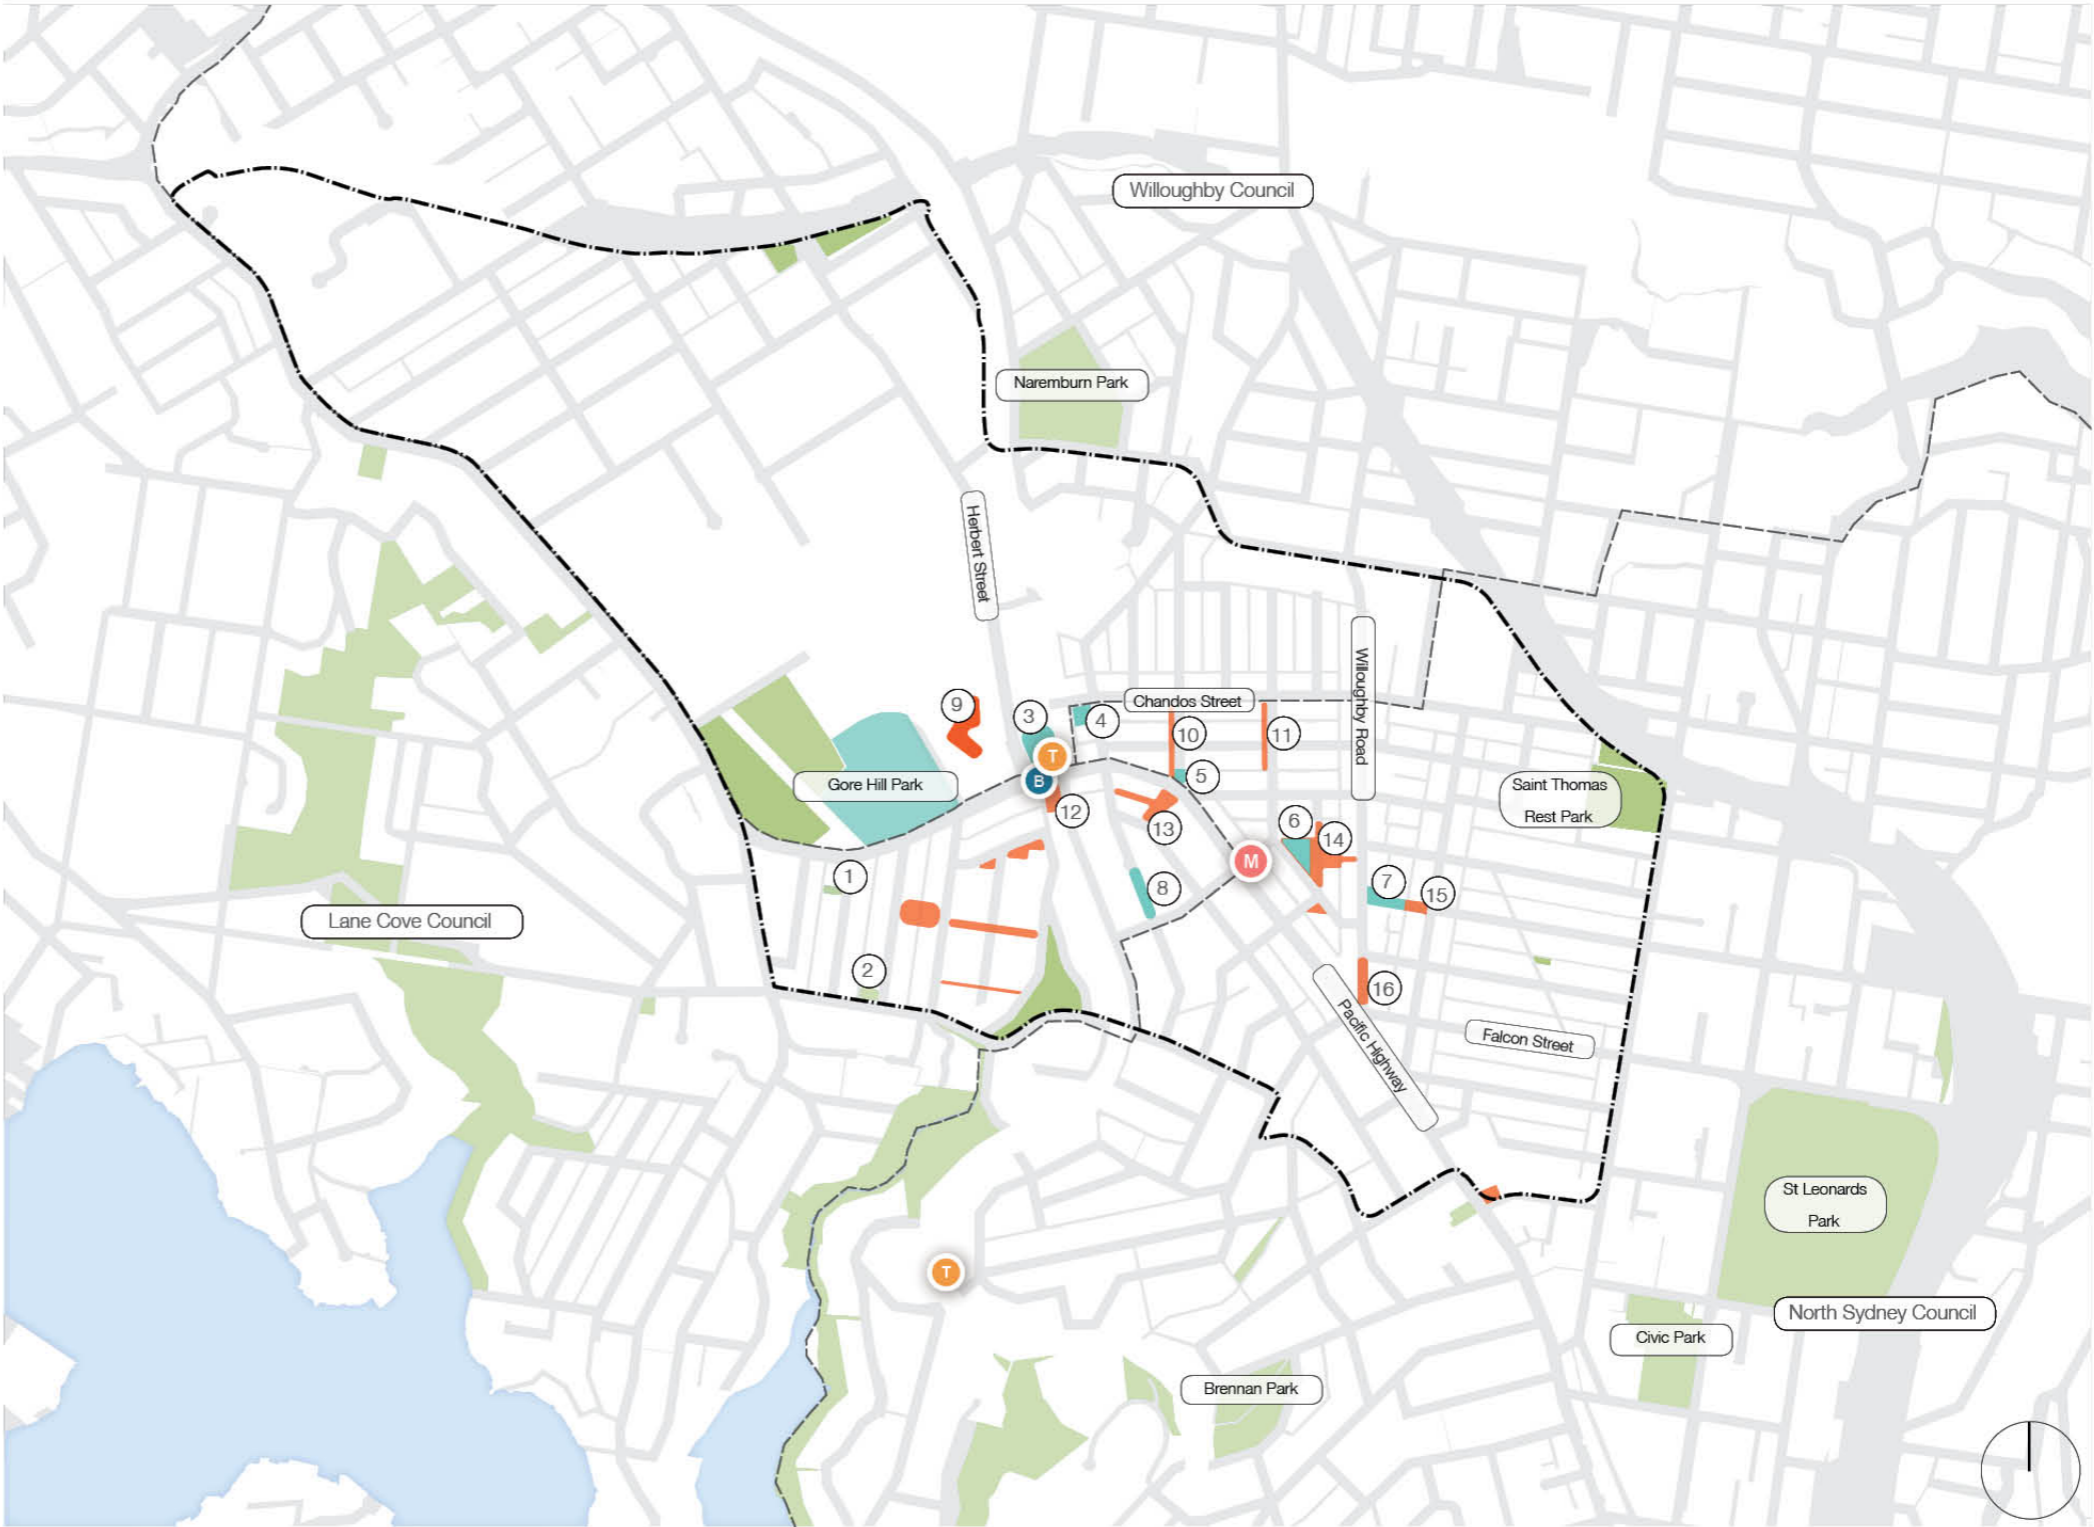 Willoughby Council
Naremburn Park
Herbert Street
Willoughby Road
Chandos Street
9
3
4
10
11
T
B
5
Gore Hill Park
Saint Thomas
Rest Park
12
13
6
14
M
1
8
7
15
Lane Cove Council
2
16
Pacific Highway
Falcon Street
St Leonards
Park
T
North Sydney Council
Civic Park
Brennan Park